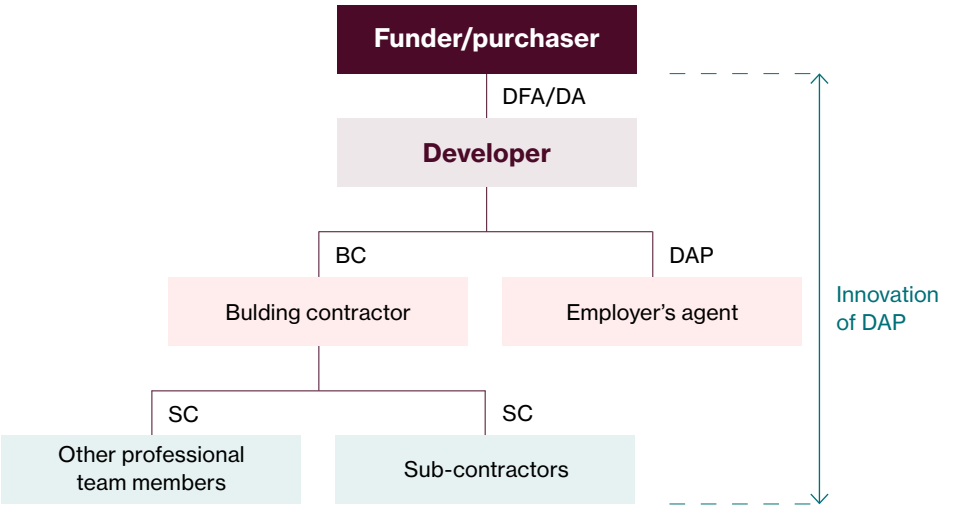 Funder/purchaser
DFA/DA
Developer
BC
DAP
Bulding contractor
Employer’s agent
Innovation
of DAP
SC
SC
Other professional
team members
Sub-contractors